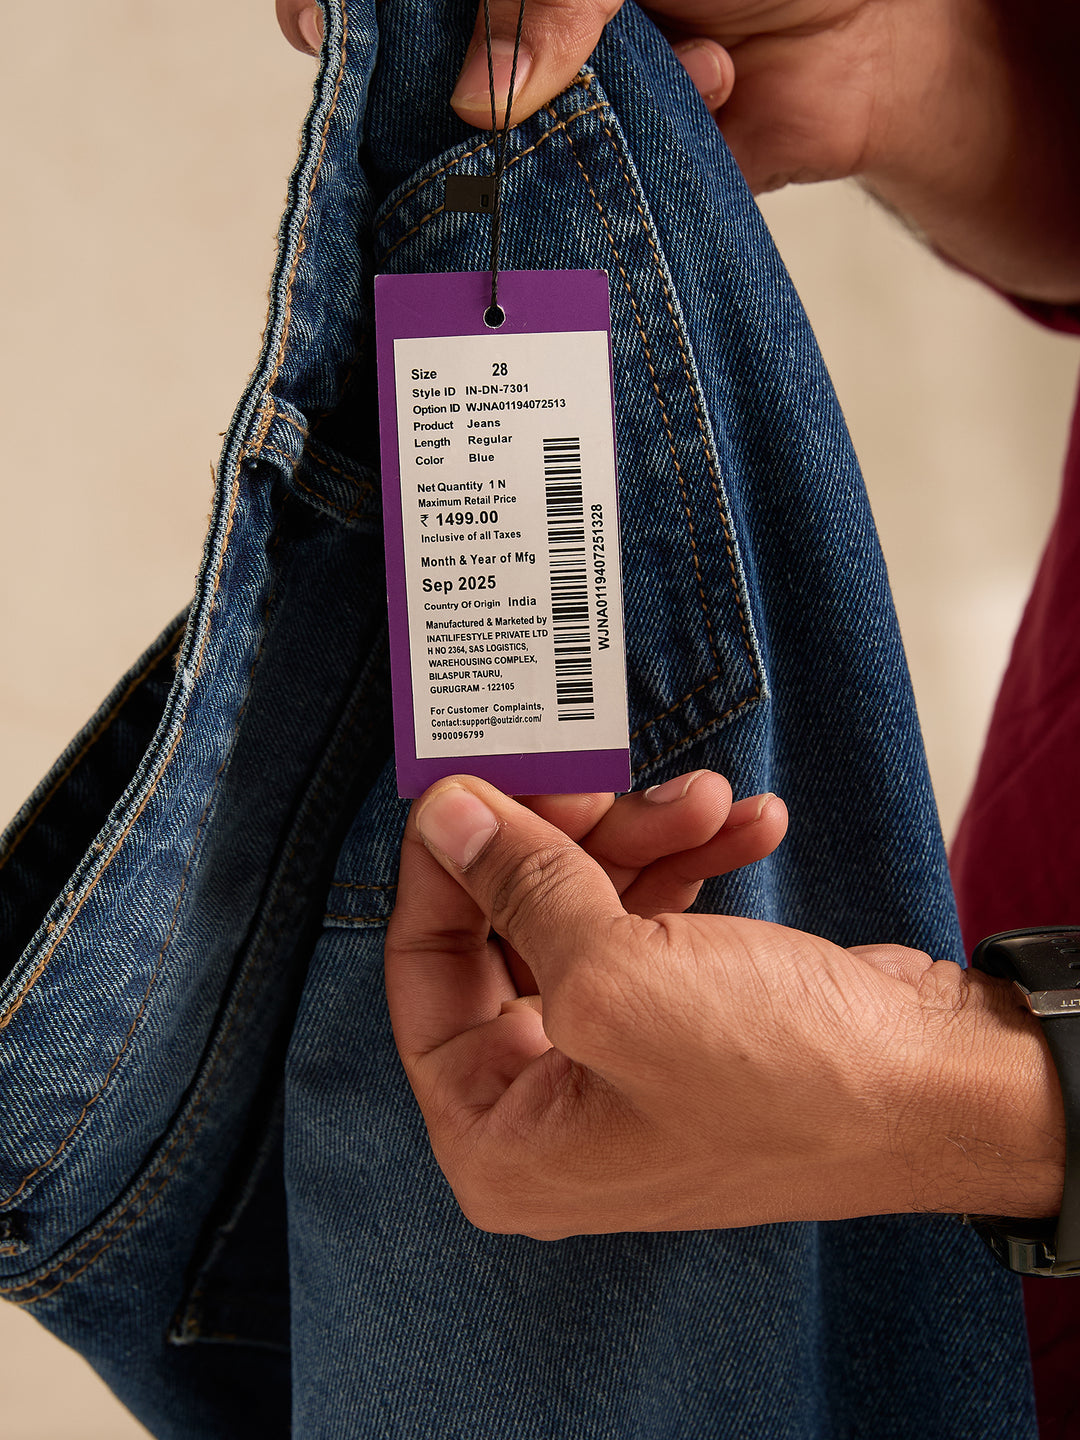 Size 28
Style ID IN-DN-7301
Option ID WJNA01194072513
Product Jeans
Length Regular
Color Blue
Net Quantity 1 N
Maximum Retail Price
₹ 1499.00
Inclusive of all Taxes
Month & Year of Mfg
Sep 2025
Country Of Origin India
Manufactured & Marketed by
INATILIFESTYLE PRIVATE LTD
H NO 2364, SAS LOGISTICS,
WAREHOUSING COMPLEX,
BILASPUR TAURU,
GURUGRAM - 122105
For Customer Complaints,
Contact:support@outzidr.com/
9900096799
WJNA0119407251328